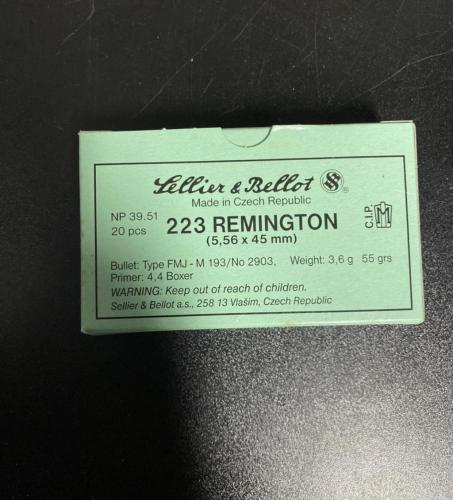 Sellier & Bellot
Made in Czech Republic
NP 39.51
20 pcs
223 REMINGTON
(5,56 x 45 mm)
C.I.P.
Bullet: Type FMJ - M 193/No 2903, Weight: 3,6 g 55 grs
Primer: 4,4 Boxer
WARNING: Keep out of reach of children.
Sellier & Bellot a.s., 258 13 Vlašim, Czech Republic